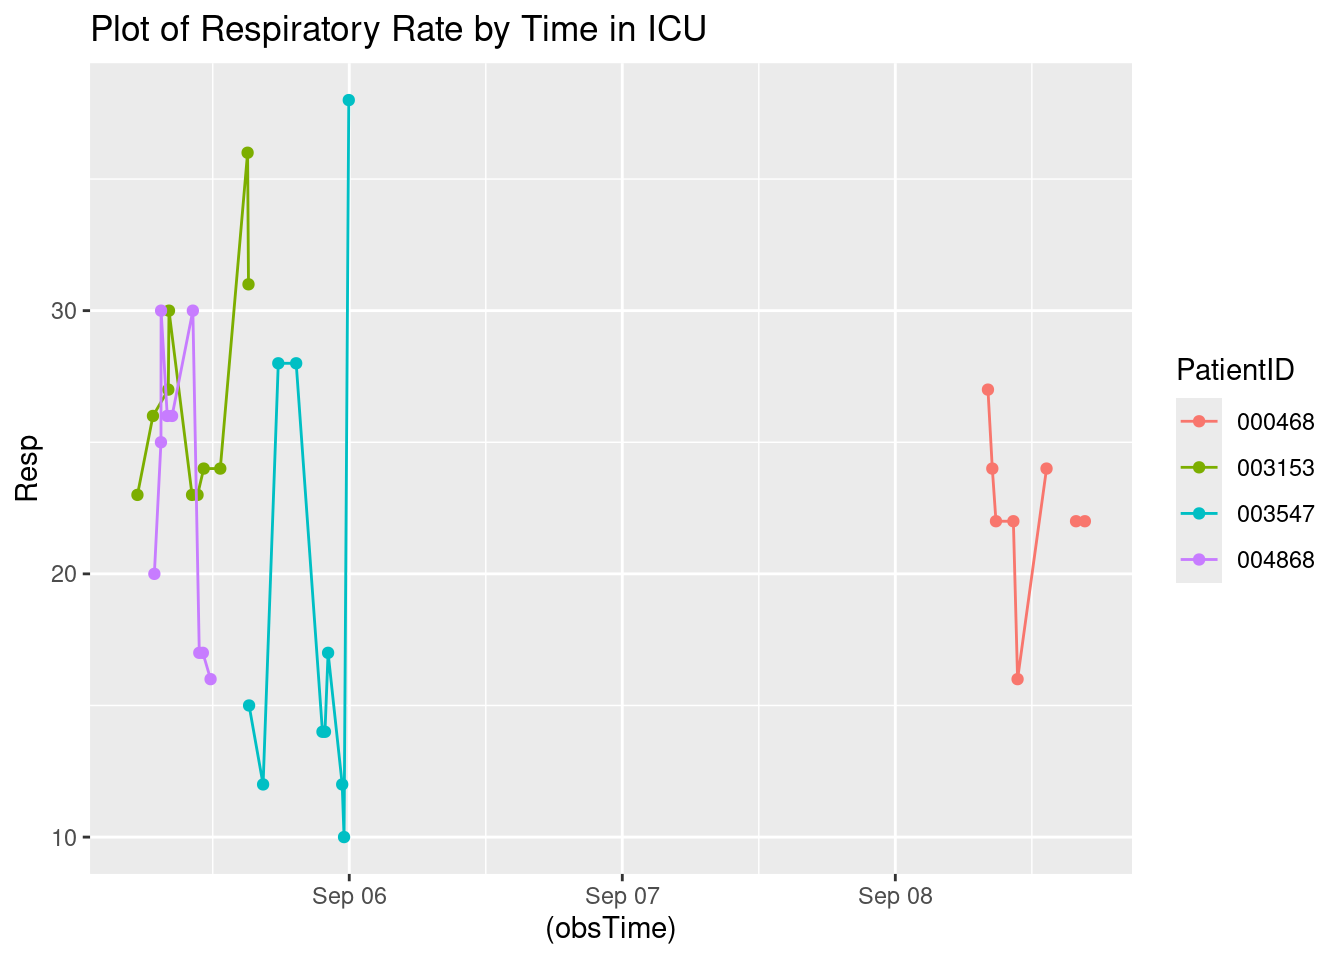 Plot of Respiratory Rate by Time in ICU
Resp
30
20
10
Sep 06
Sep 07
Sep 08
(obsTime)
PatientID
000468
003153
003547
004868